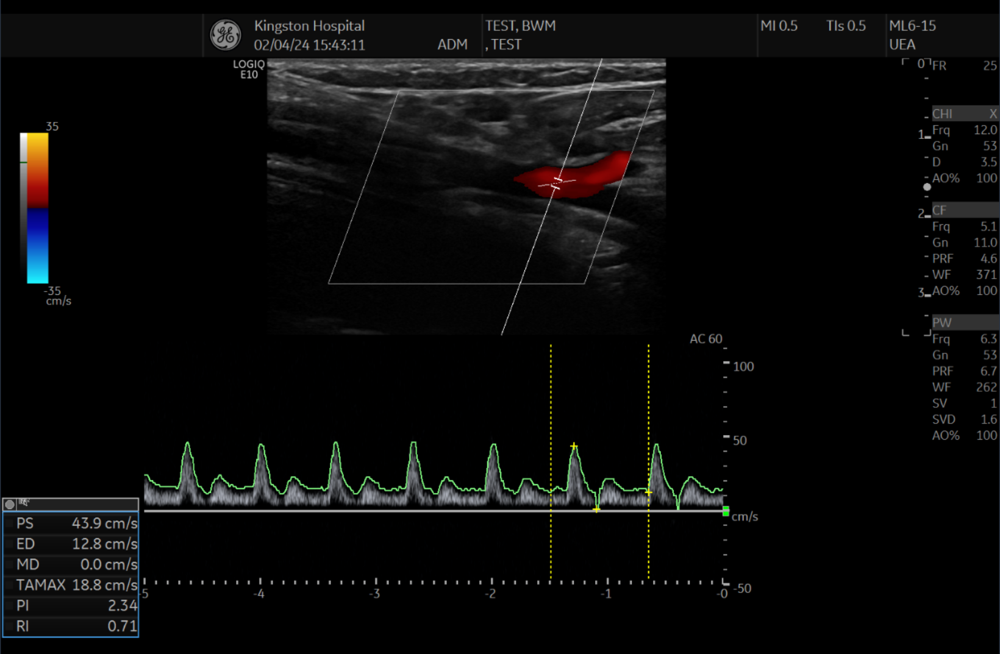 Kingston Hospital
02/04/24 15:43:11 ADM
TEST, BWM
, TEST
MI 0.5 TIs 0.5
ML6-15
UEA
LOGIQ
E10
35
-35
cm/s
0
1
2
3
FR 25
CHI X
Frq 12.0
Gn 53
D 3.5
AO% 100
CF
Frq 5.1
Gn 11.0
PRF 4.6
WF 371
AO% 100
PW
Frq 6.3
Gn 53
PRF 6.7
WF 262
SV 1
SVD 1.6
AO% 100
AC 60
100
50
cm/s
-50
PS 43.9 cm/s
ED 12.8 cm/s
MD 0.0 cm/s
TAMAX 18.8 cm/s
PI 2.34
RI 0.71
5 -4 -3 -2 -1 -0